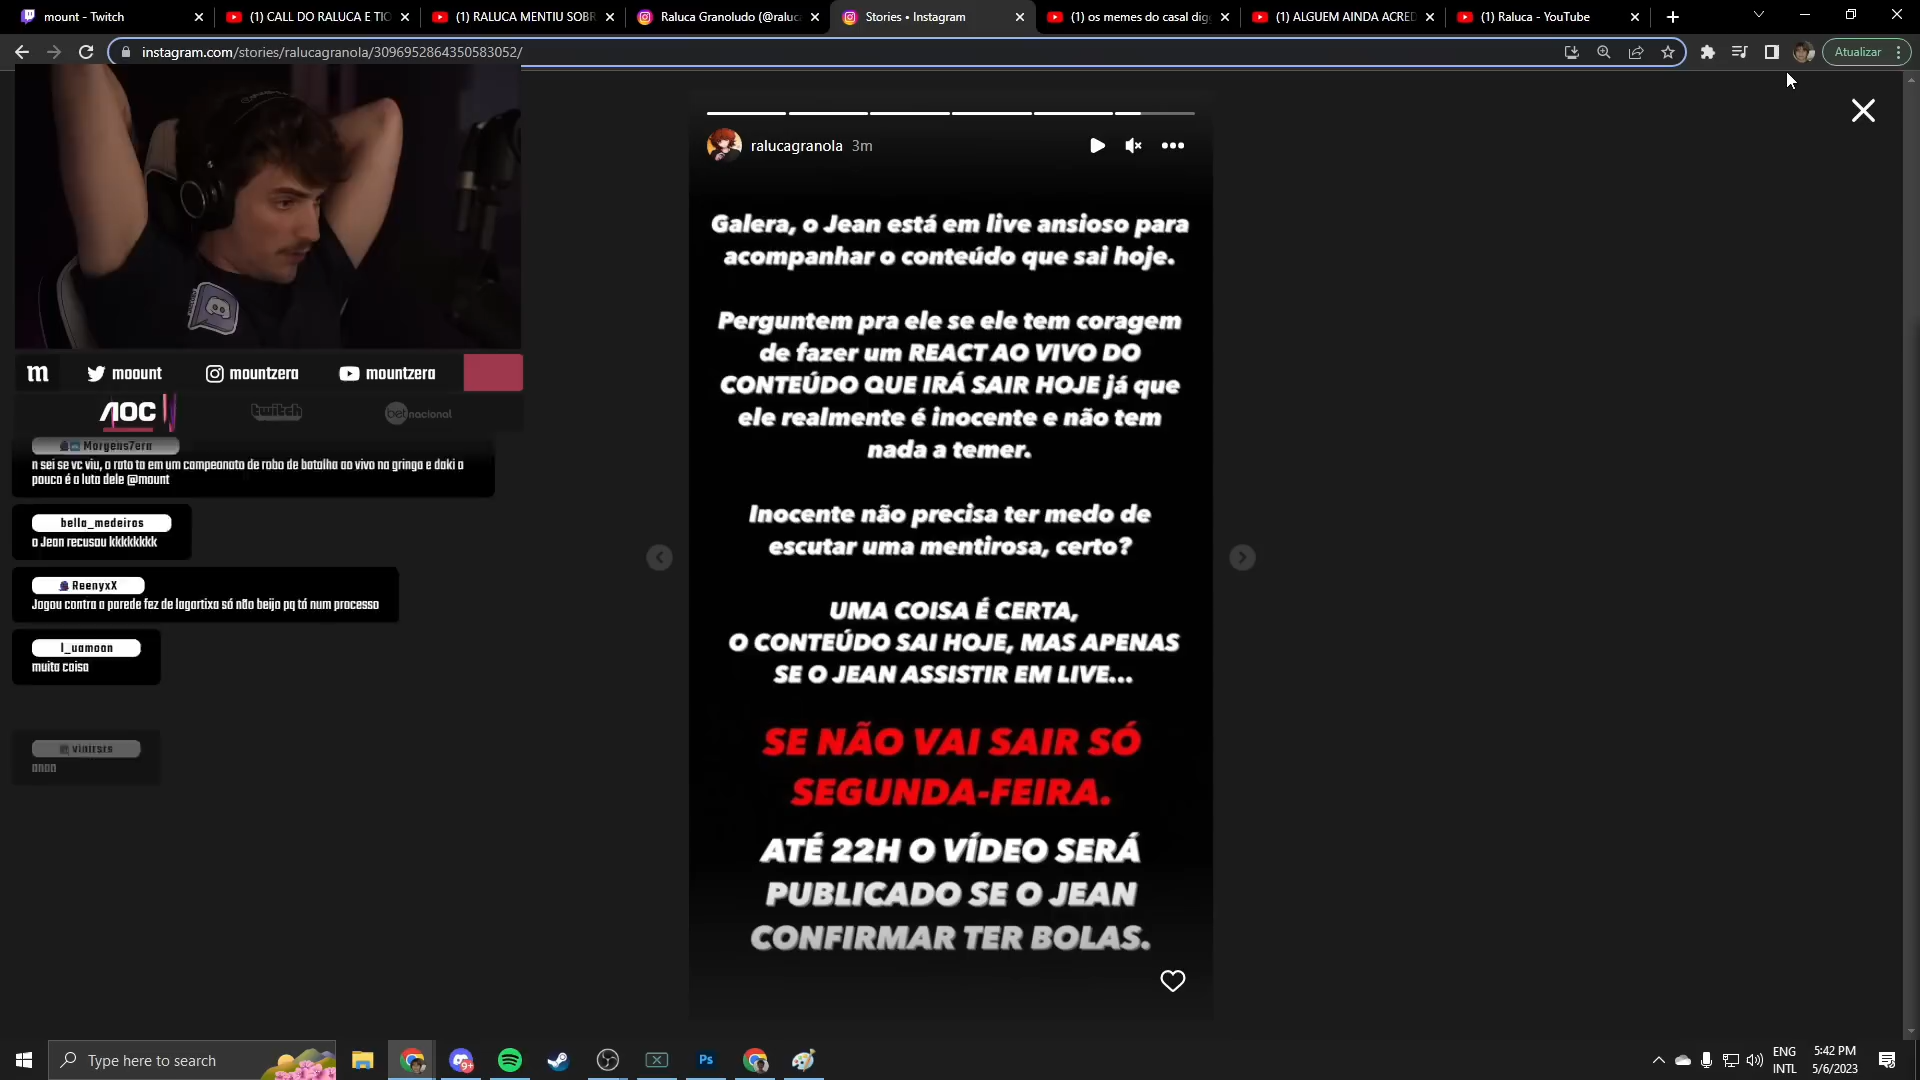 mount - Twitch
(1) CALL DO RALUCA E TIO
(1) RALUCA MENTIU SOBR
Raluca Granoludo (@raluc
Stories • Instagram
(1) os memes do casal dig
(1) ALGUEM AINDA ACRED
(1) Raluca - YouTube
instagram.com/stories/ralucagranola/3096952864350583052/
Atualizar
ralucagranola 3m
Galera, o Jean está em live ansioso para
acompanhar o conteúdo que sai hoje.
Perguntem pra ele se ele tem coragem
de fazer um REACT AO VIVO DO
CONTEÚDO QUE IRÁ SAIR HOJE já que
ele realmente é inocente e não tem
nada a temer.
Inocente não precisa ter medo de
escutar uma mentirosa, certo?
UMA COISA É CERTA,
O CONTEÚDO SAI HOJE, MAS APENAS
SE O JEAN ASSISTIR EM LIVE...
SE NÃO VAI SAIR SÓ
SEGUNDA-FEIRA.
ATÉ 22H O VÍDEO SERÁ
PUBLICADO SE O JEAN
CONFIRMAR TER BOLAS.
m moount mountzera mountzera
AOC twitch betnacional
Morgens7ern
n sei se vc viu, o rato ta em um campeonato de robo de batalha ao vivo na gringa e daki a
pouco é a luta dele @mount
bella_medeiros
o Jean recusou kkkkkkkk
ReenyxX
Jogou contra a parede fez de lagartixa só não beijo pq tá num processo
l_uamoon
muita coisa
Type here to search
9+
Ps
ENG
INTL
5:42 PM
5/6/2023